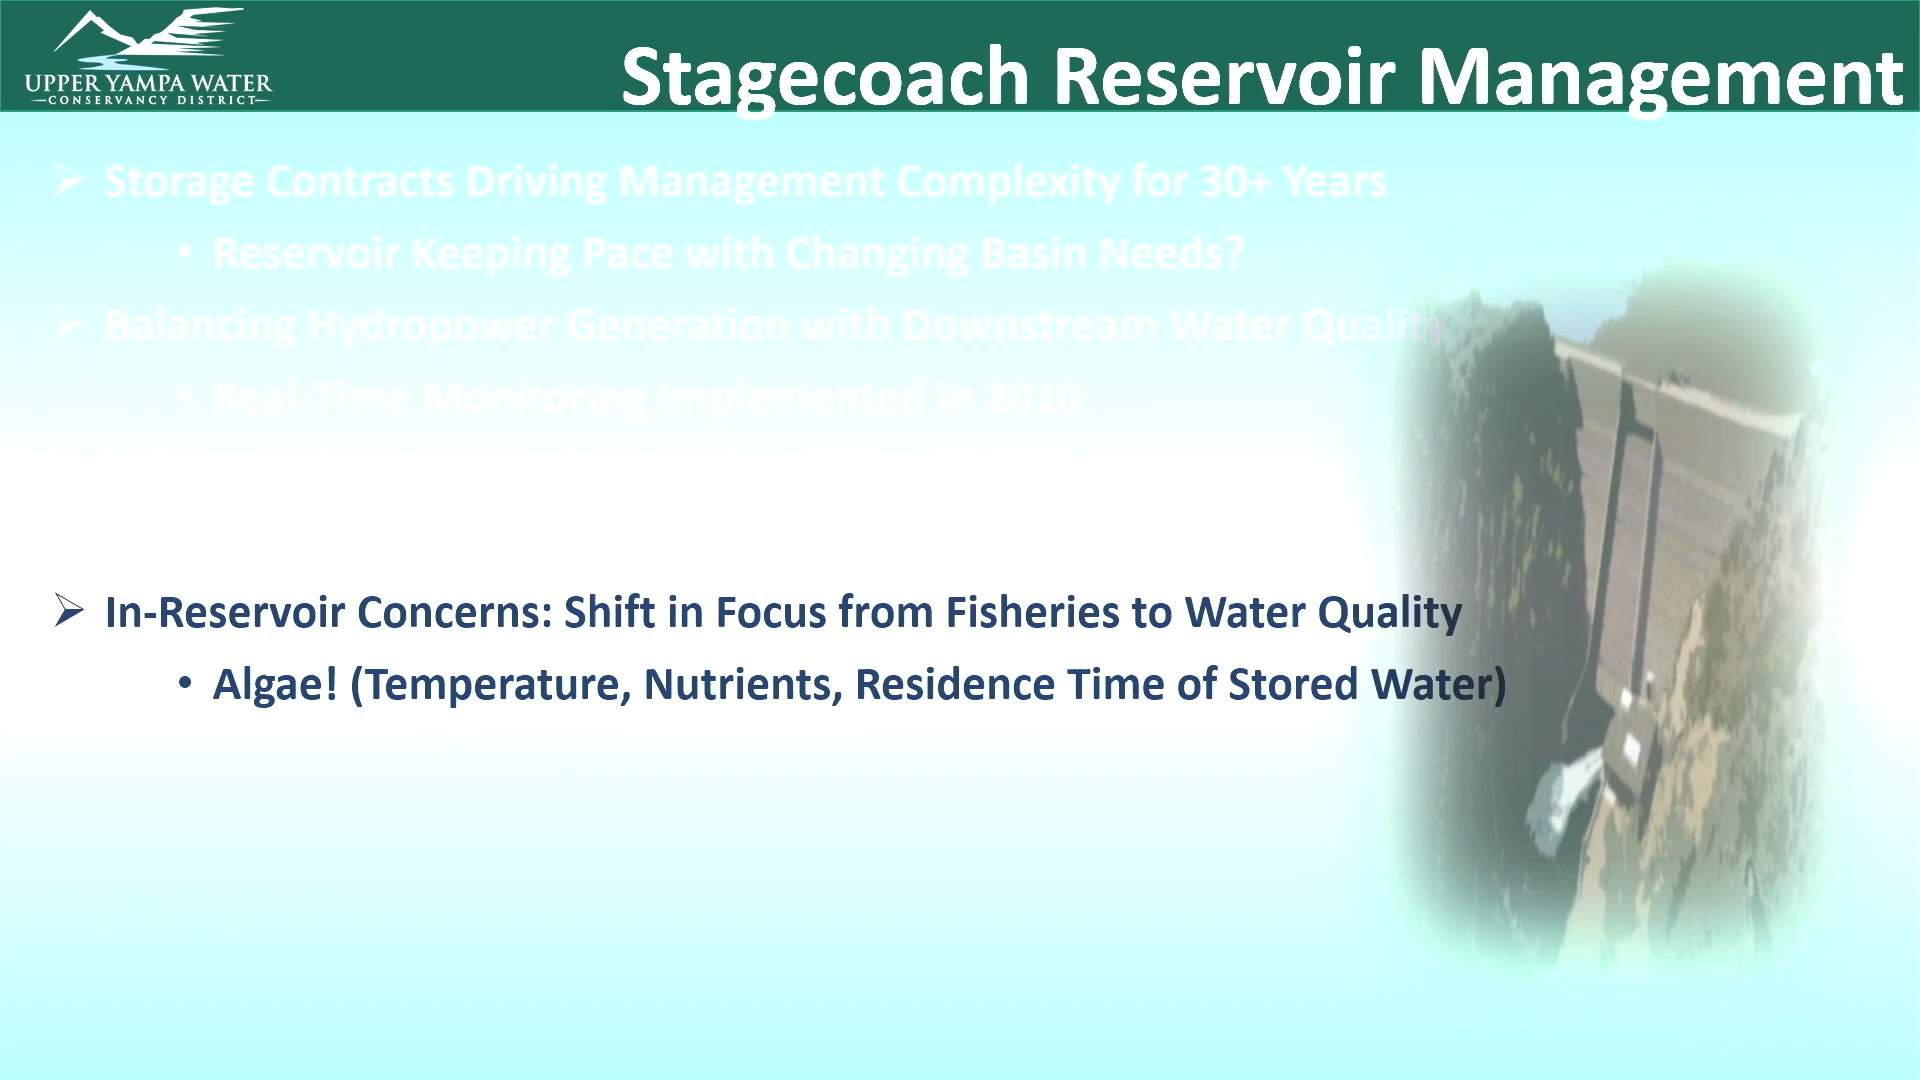 UPPER YAMPA WATER
CONSERVANCY DISTRICT
Stagecoach Reservoir Management
➢ Storage Contracts Driving Management Complexity for 30+ Years
• Reservoir Keeping Pace with Changing Basin Needs?
➢ Balancing Hydropower Generation with Downstream Water Quality
• Real-Time Monitoring Implemented in 2010
➢ In-Reservoir Concerns: Shift in Focus from Fisheries to Water Quality
• Algae! (Temperature, Nutrients, Residence Time of Stored Water)